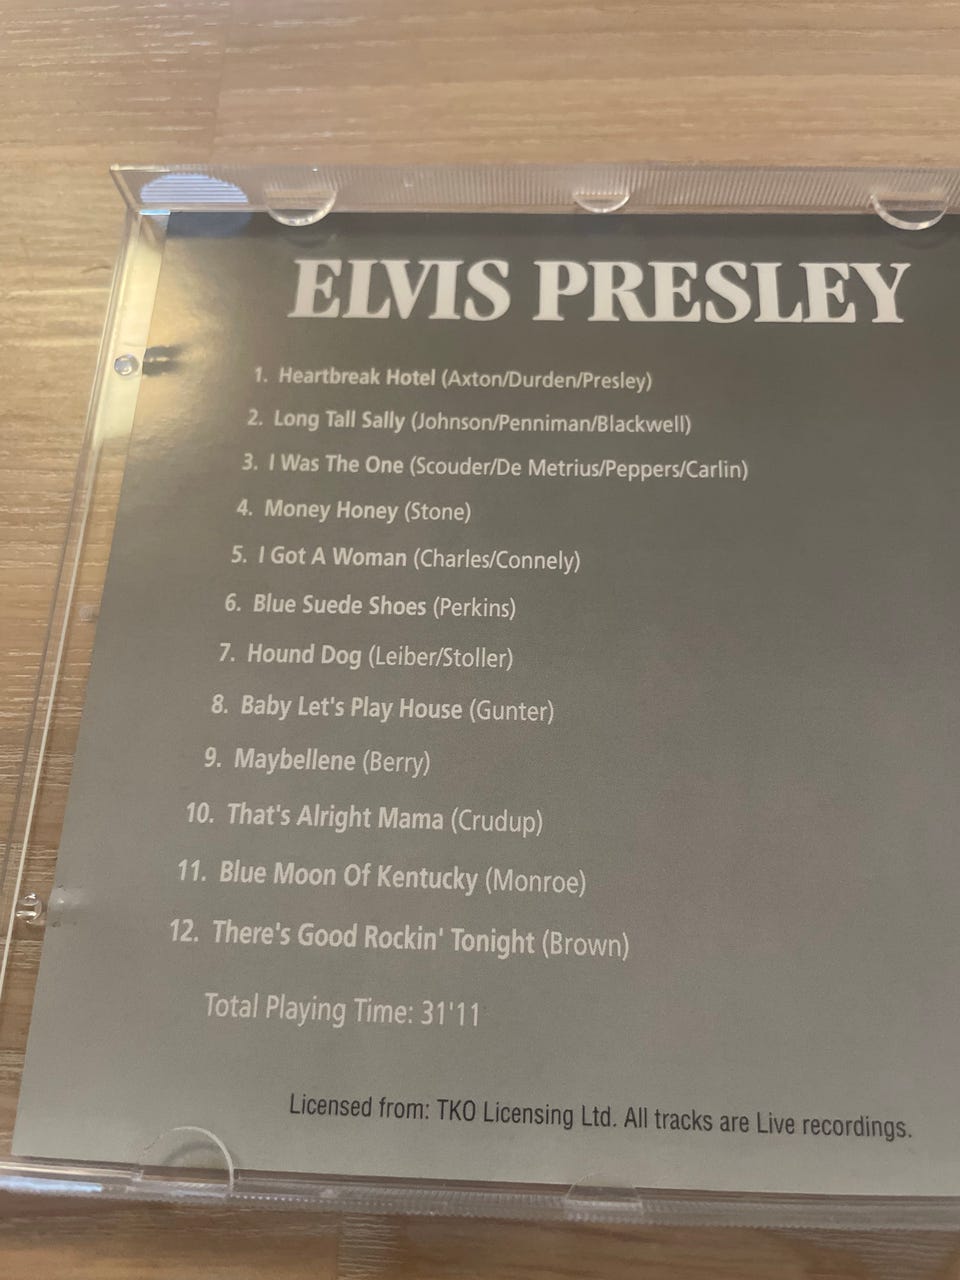 ELVIS PRESLEY
1. Heartbreak Hotel (Axton/Durden/Presley)
2. Long Tall Sally (Johnson/Penniman/Blackwell)
3. I Was The One (Scouder/De Metrius/Peppers/Carlin)
4. Money Honey (Stone)
5. I Got A Woman (Charles/Connely)
6. Blue Suede Shoes (Perkins)
7. Hound Dog (Leiber/Stoller)
8. Baby Let's Play House (Gunter)
9. Maybellene (Berry)
10. That's Alright Mama (Crudup)
11. Blue Moon Of Kentucky (Monroe)
12. There's Good Rockin' Tonight (Brown)
Total Playing Time: 31'11
Licensed from: TKO Licensing Ltd. All tracks are Live recordings.